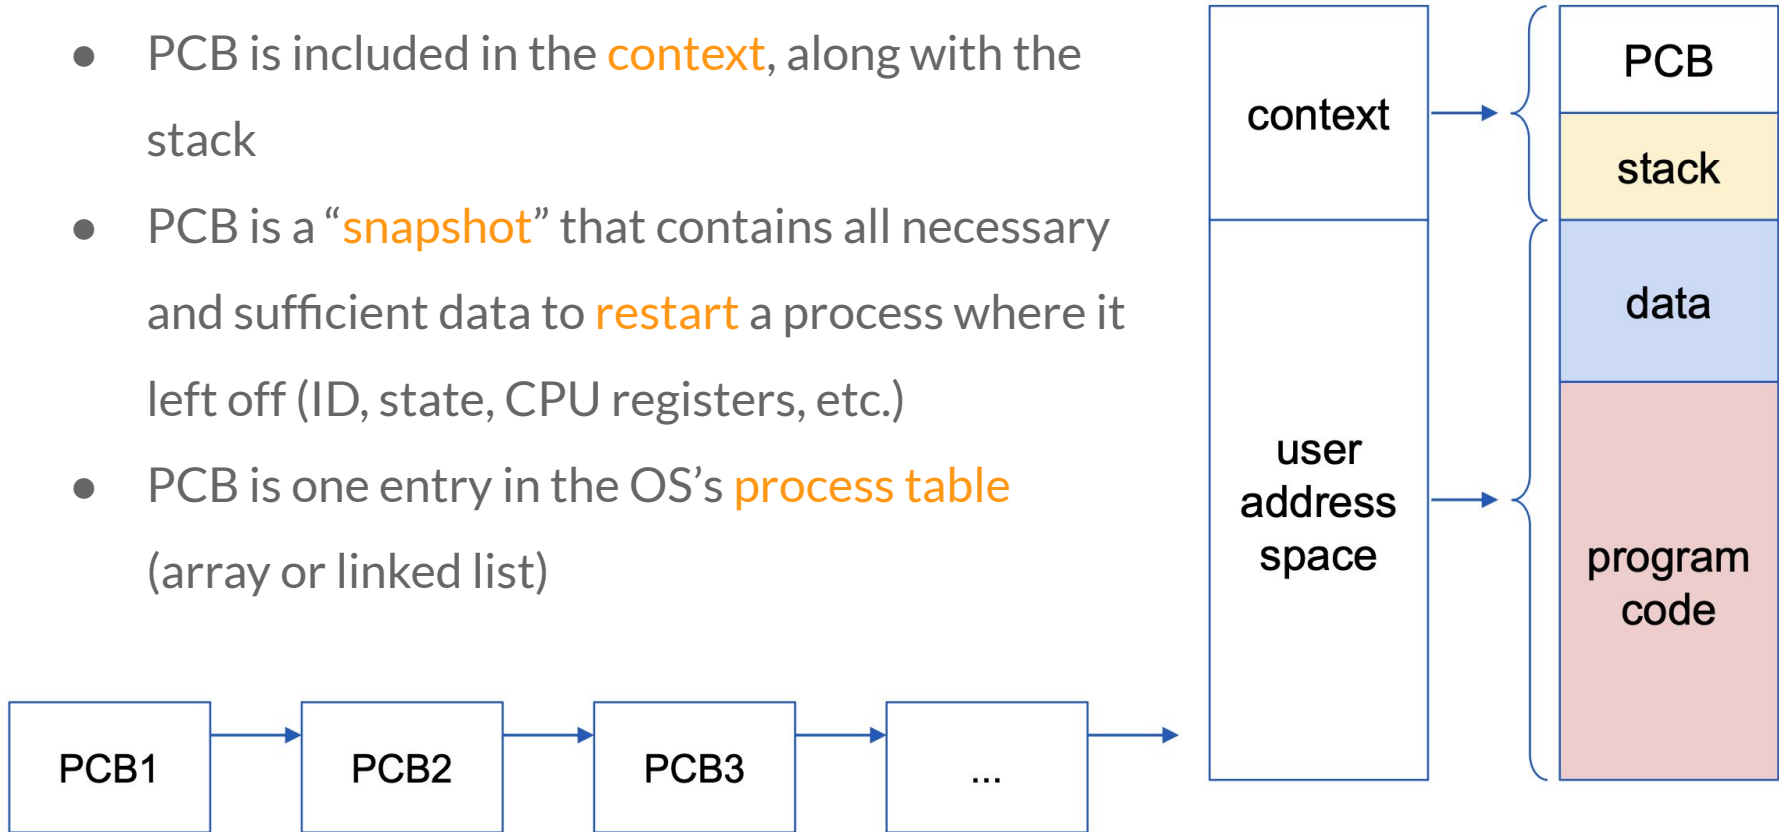 ● PCB is included in the context, along with the
stack
● PCB is a “snapshot” that contains all necessary
and sufficient data to restart a process where it
left off (ID, state, CPU registers, etc.)
● PCB is one entry in the OS’s process table
(array or linked list)
PCB1
PCB2
PCB3
...
context
user
address
space
PCB
stack
data
program
code